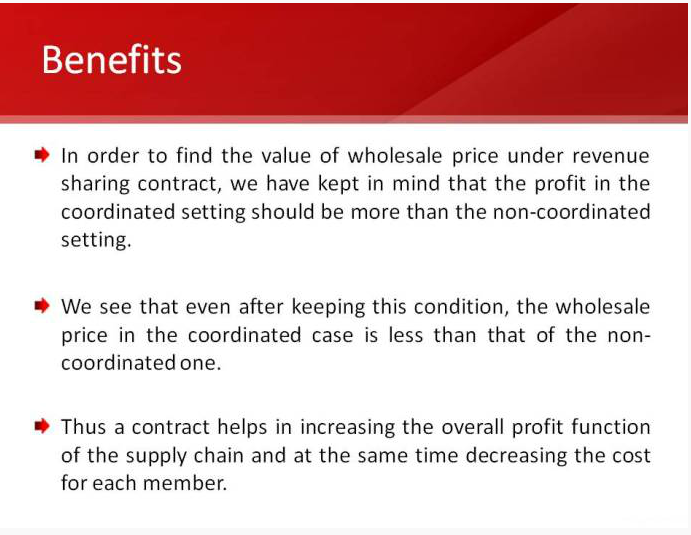 Benefits
In order to find the value of wholesale price under revenue
sharing contract, we have kept in mind that the profit in the
coordinated setting should be more than the non-coordinated
setting.
We see that even after keeping this condition, the wholesale
price in the coordinated case is less than that of the non-
coordinated one.
Thus a contract helps in increasing the overall profit function
of the supply chain and at the same time decreasing the cost
for each member.